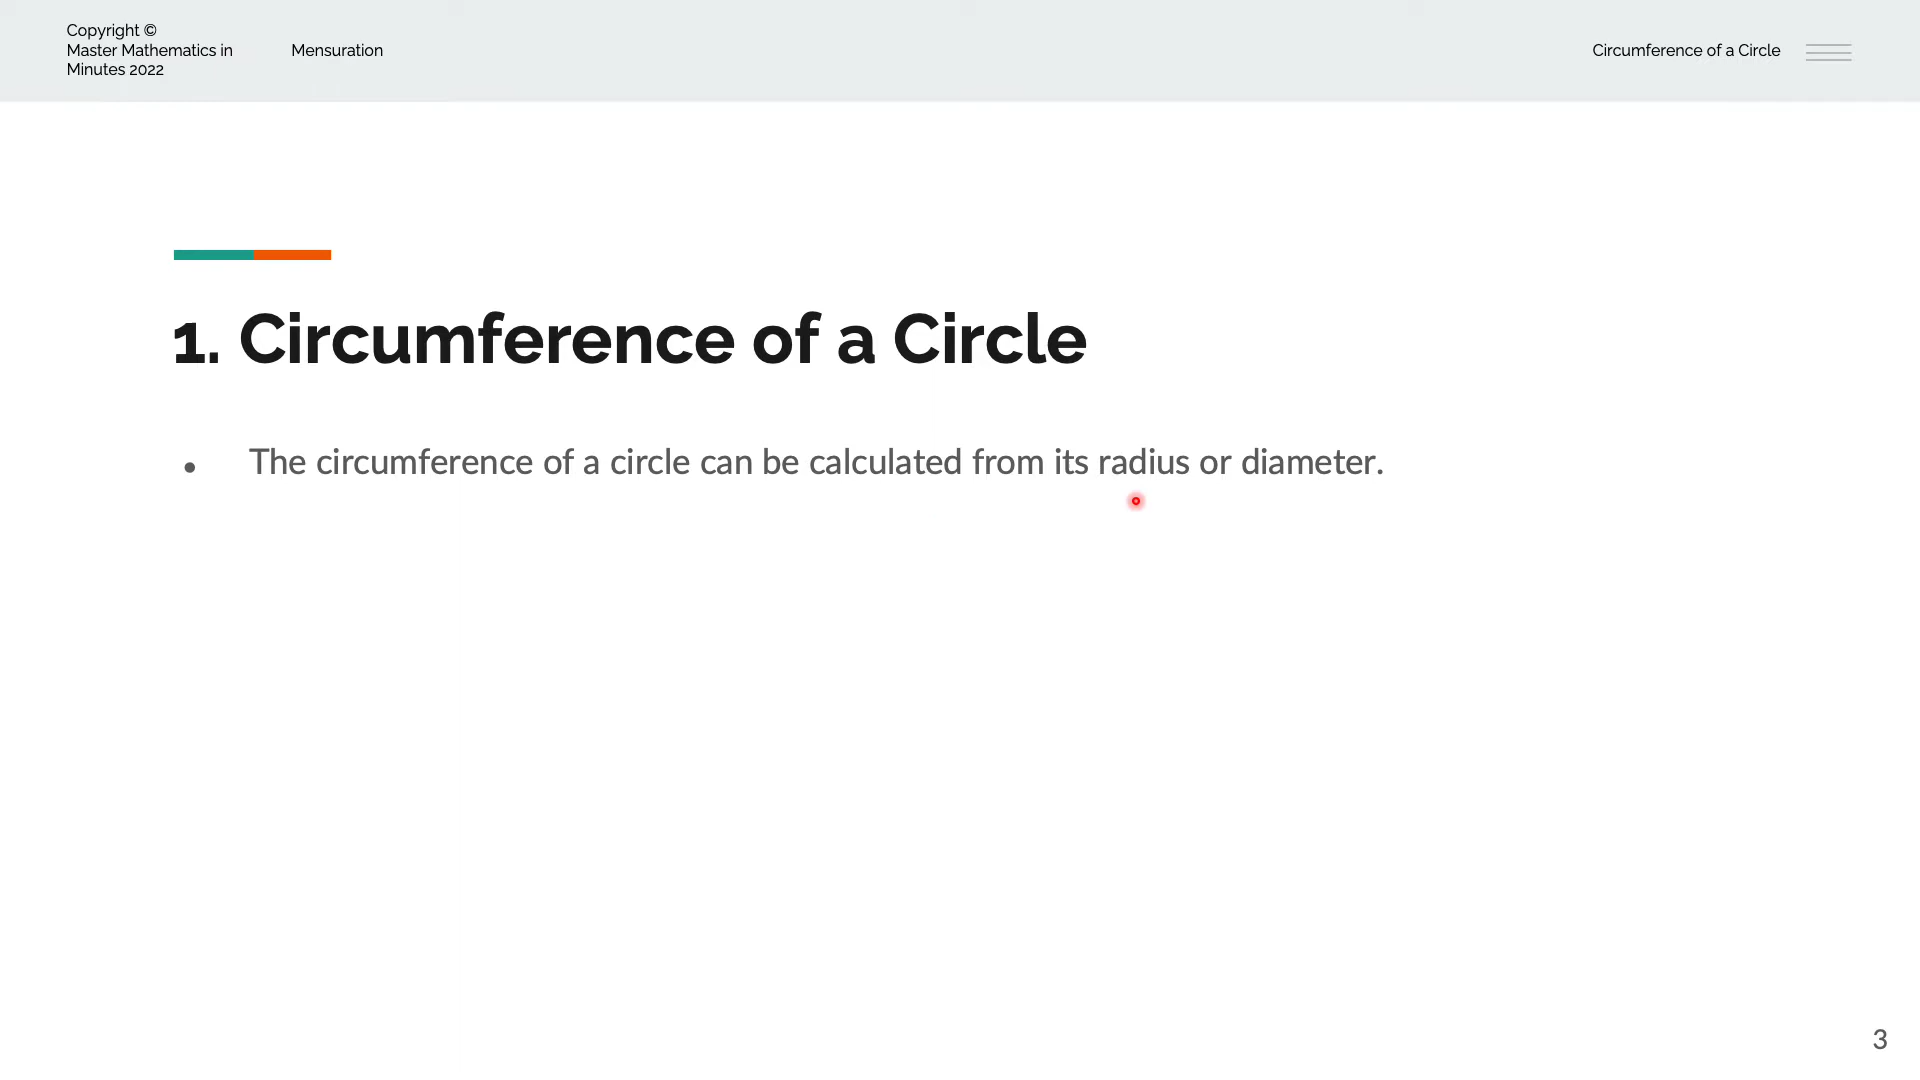 Copyright ©
Master Mathematics in
Minutes 2022
Mensuration
Circumference of a Circle
1. Circumference of a Circle
● The circumference of a circle can be calculated from its radius or diameter.
3